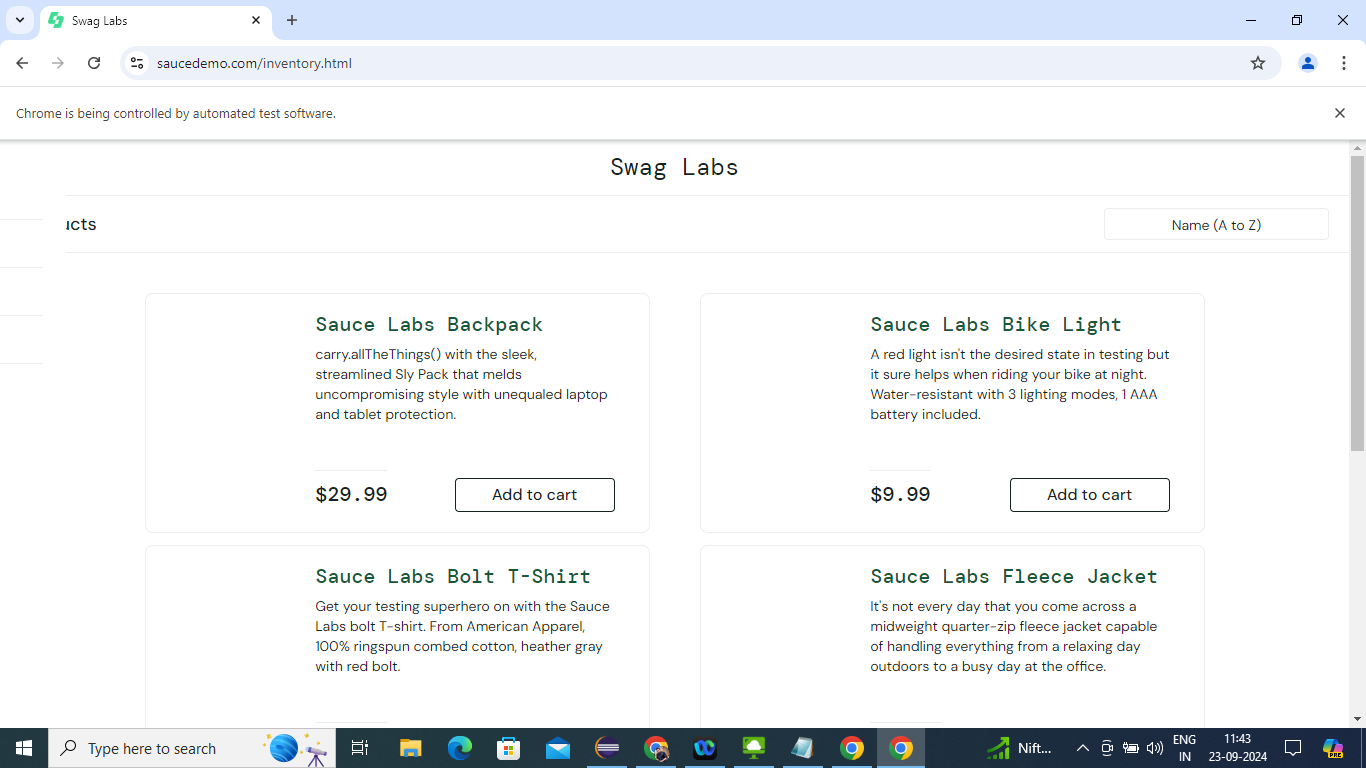 Swag Labs
saucedemo.com/inventory.html
Chrome is being controlled by automated test software.
Swag Labs
ucts
Name (A to Z)
Sauce Labs Backpack
carry.allTheThings() with the sleek,
streamlined Sly Pack that melds
uncompromising style with unequaled laptop
and tablet protection.
$29.99
Add to cart
Sauce Labs Bike Light
A red light isn't the desired state in testing but
it sure helps when riding your bike at night.
Water-resistant with 3 lighting modes, 1 AAA
battery included.
$9.99
Add to cart
Sauce Labs Bolt T-Shirt
Get your testing superhero on with the Sauce
Labs bolt T-shirt. From American Apparel,
100% ringspun combed cotton, heather gray
with red bolt.
Sauce Labs Fleece Jacket
It's not every day that you come across a
midweight quarter-zip fleece jacket capable
of handling everything from a relaxing day
outdoors to a busy day at the office.
Type here to search
Nift...
ENG
IN
11:43
23-09-2024
PRE